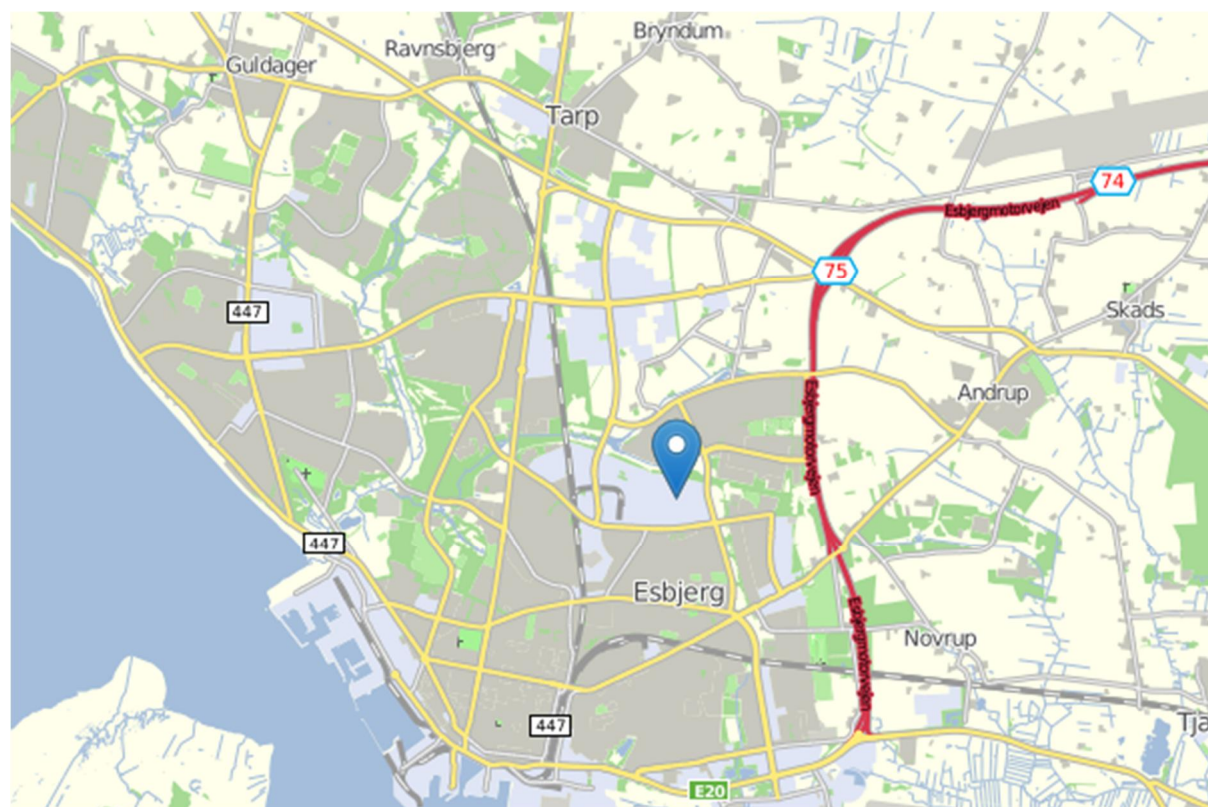 Bryndum
Ravnsbjerg
Guldager
Tarp
74
Esbjergmotorvejen
75
447
Skads
Andrup
Esbjergmotorvejen
447
Esbjerg
Esbjergmotorvejen
Novrup
447
Tja
E20